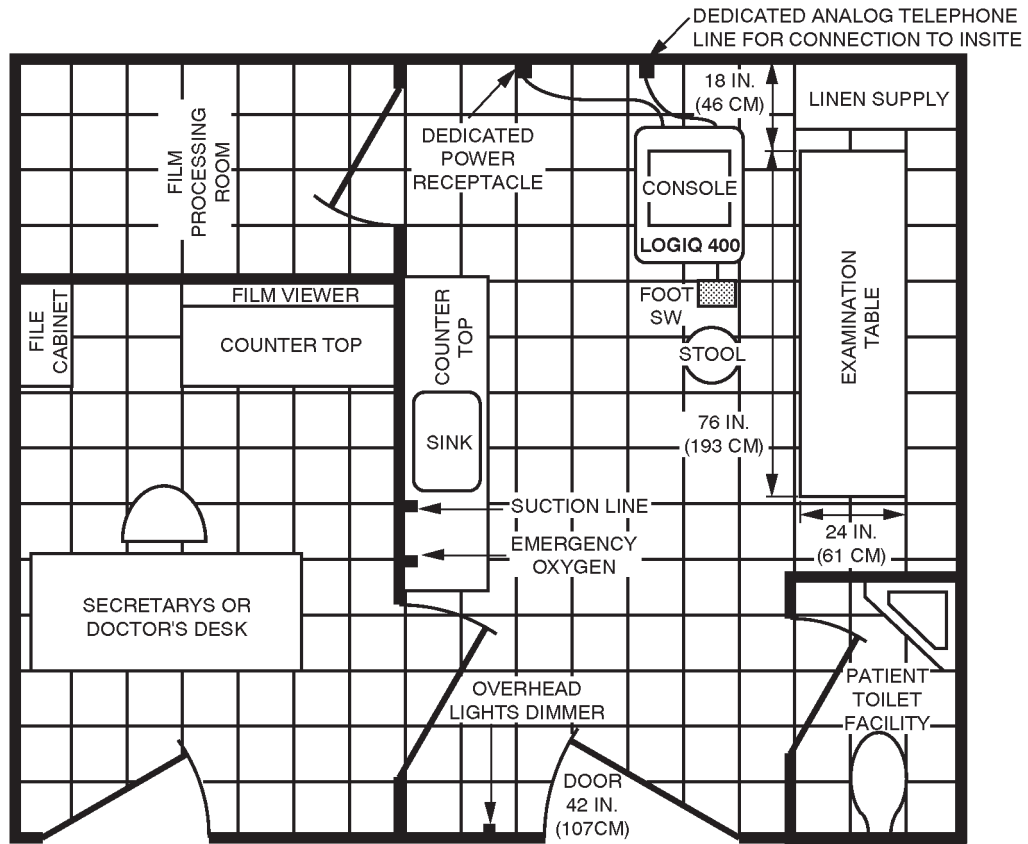 DEDICATED ANALOG TELEPHONE
LINE FOR CONNECTION TO INSITE
18 IN.
(46 CM)
LINEN SUPPLY
FILM
PROCESSING
ROOM
DEDICATED
POWER
RECEPTACLE
CONSOLE
LOGIQ 400
FOOT
SW
STOOL
EXAMINATION
TABLE
FILE
CABINET
FILM VIEWER
COUNTER TOP
COUNTER
TOP
SINK
76 IN.
(193 CM)
SUCTION LINE
EMERGENCY
OXYGEN
24 IN.
(61 CM)
SECRETARYS OR
DOCTOR'S DESK
OVERHEAD
LIGHTS DIMMER
PATIENT
TOILET
FACILITY
DOOR
42 IN.
(107CM)